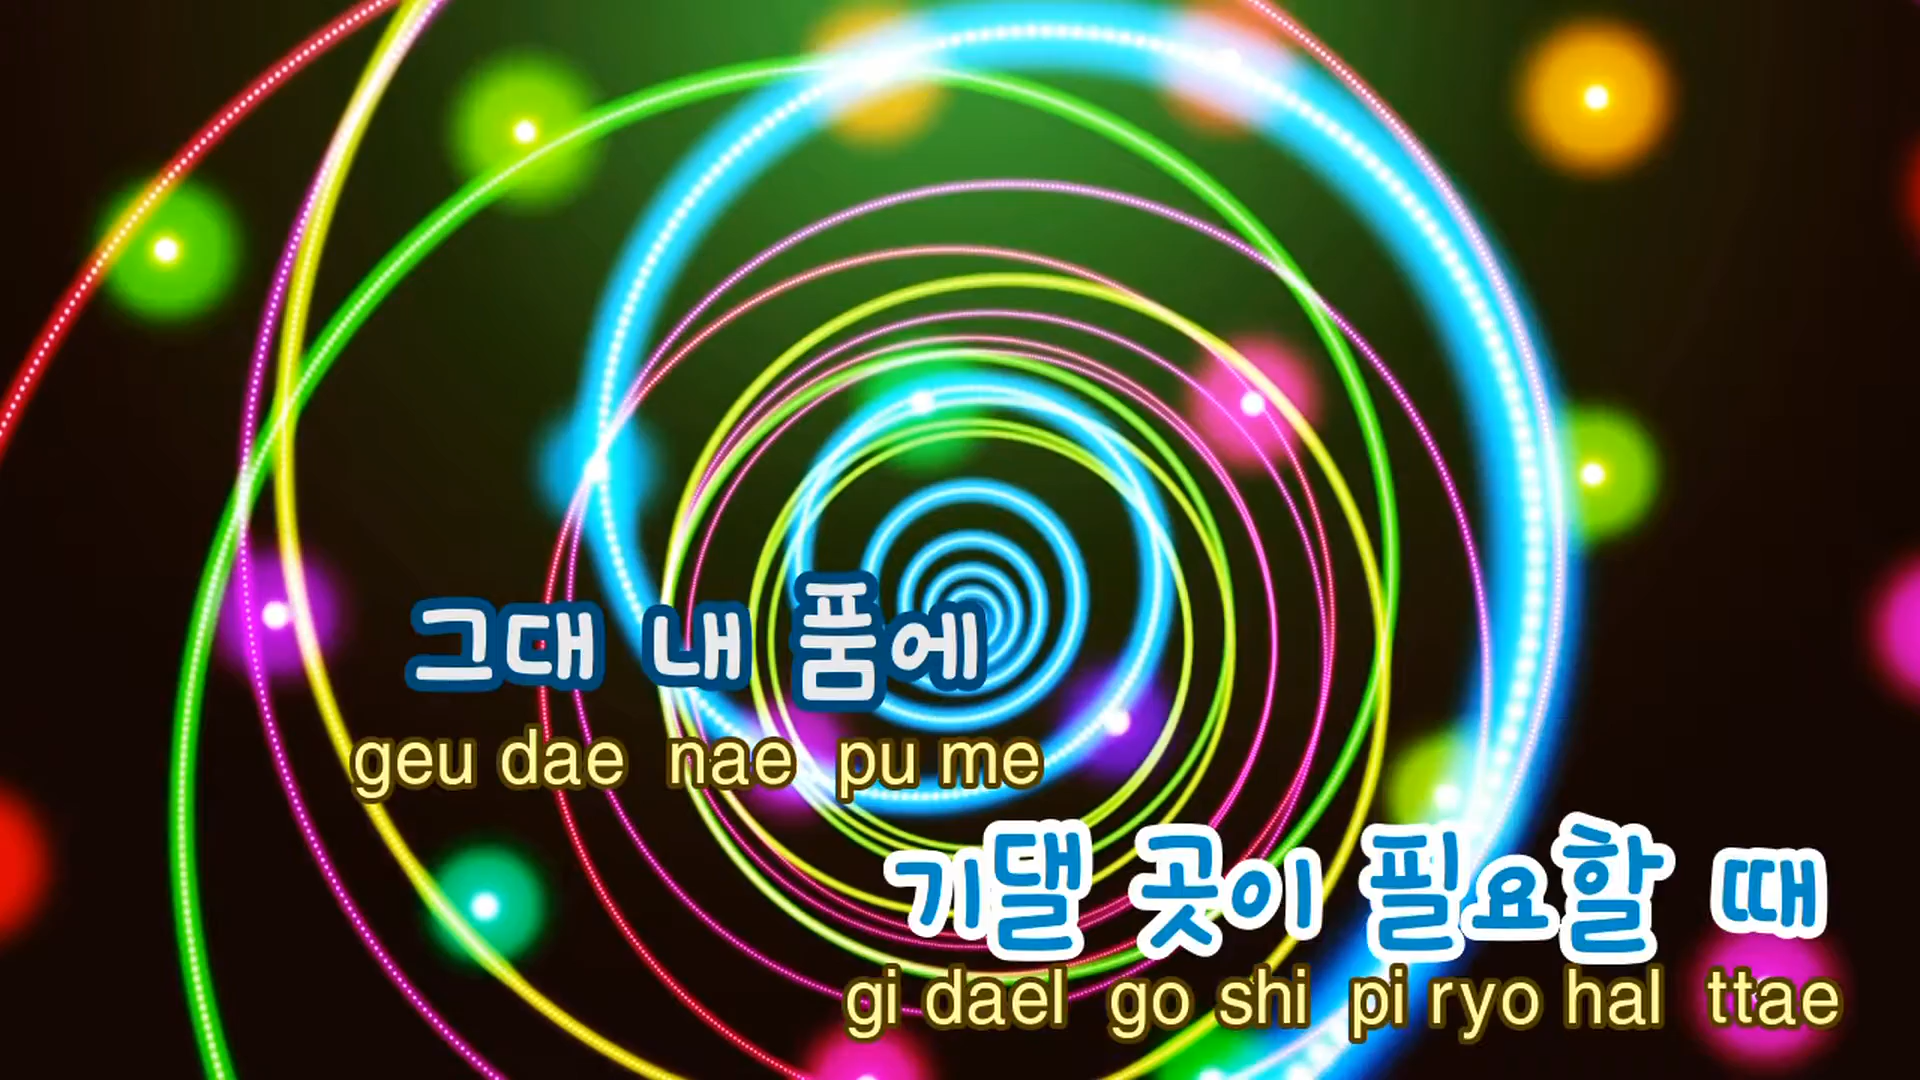 그대 내 품에
geu dae nae pu me
기댈 곳이 필요할 때
gi dael go shi pi ryo hal ttae